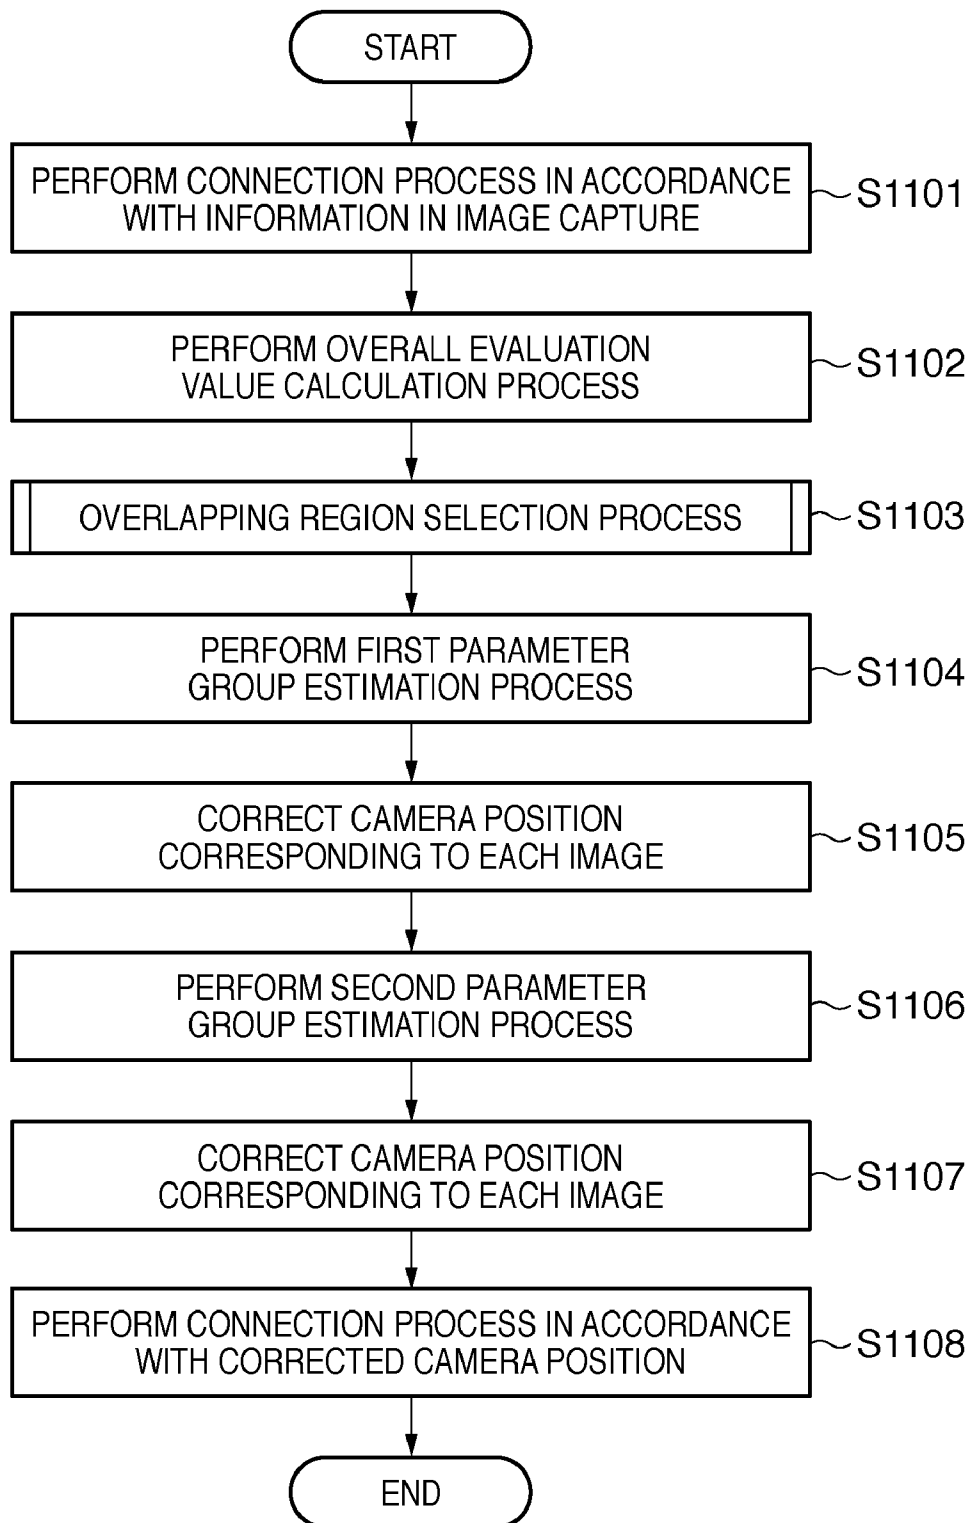 START
PERFORM CONNECTION PROCESS IN ACCORDANCE
WITH INFORMATION IN IMAGE CAPTURE
S1101
PERFORM OVERALL EVALUATION
VALUE CALCULATION PROCESS
S1102
OVERLAPPING REGION SELECTION PROCESS
S1103
PERFORM FIRST PARAMETER
GROUP ESTIMATION PROCESS
S1104
CORRECT CAMERA POSITION
CORRESPONDING TO EACH IMAGE
S1105
PERFORM SECOND PARAMETER
GROUP ESTIMATION PROCESS
S1106
CORRECT CAMERA POSITION
CORRESPONDING TO EACH IMAGE
S1107
PERFORM CONNECTION PROCESS IN ACCORDANCE
WITH CORRECTED CAMERA POSITION
S1108
END